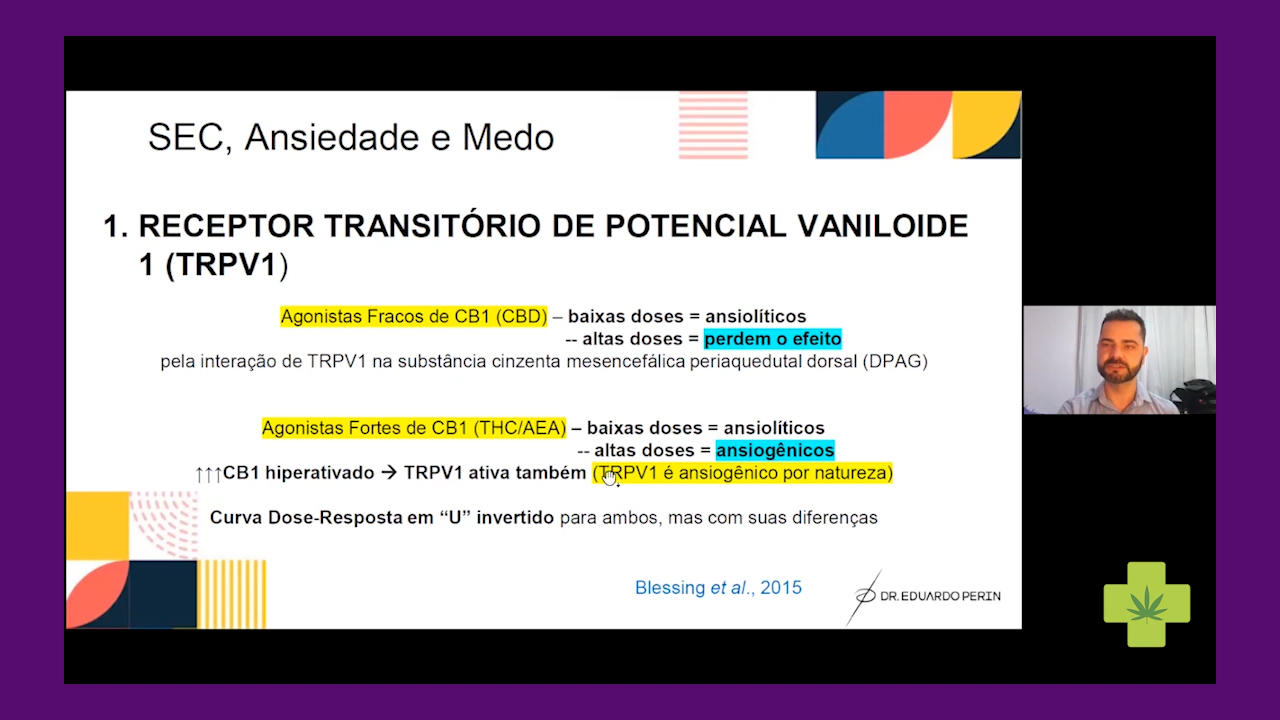 SEC, Ansiedade e Medo
1. RECEPTOR TRANSITÓRIO DE POTENCIAL VANILOIDE
1 (TRPV1)
Agonistas Fracos de CB1 (CBD) – baixas doses = ansiolíticos
-- altas doses = perdem o efeito
pela interação de TRPV1 na substância cinzenta mesencefálica periaquedutal dorsal (DPAG)
Agonistas Fortes de CB1 (THC/AEA) – baixas doses = ansiolíticos
-- altas doses = ansiogênicos
↑↑↑CB1 hiperativado → TRPV1 ativa também (TRPV1 é ansiogênico por natureza)
Curva Dose-Resposta em “U” invertido para ambos, mas com suas diferenças
Blessing et al., 2015
DR. EDUARDO PERIN